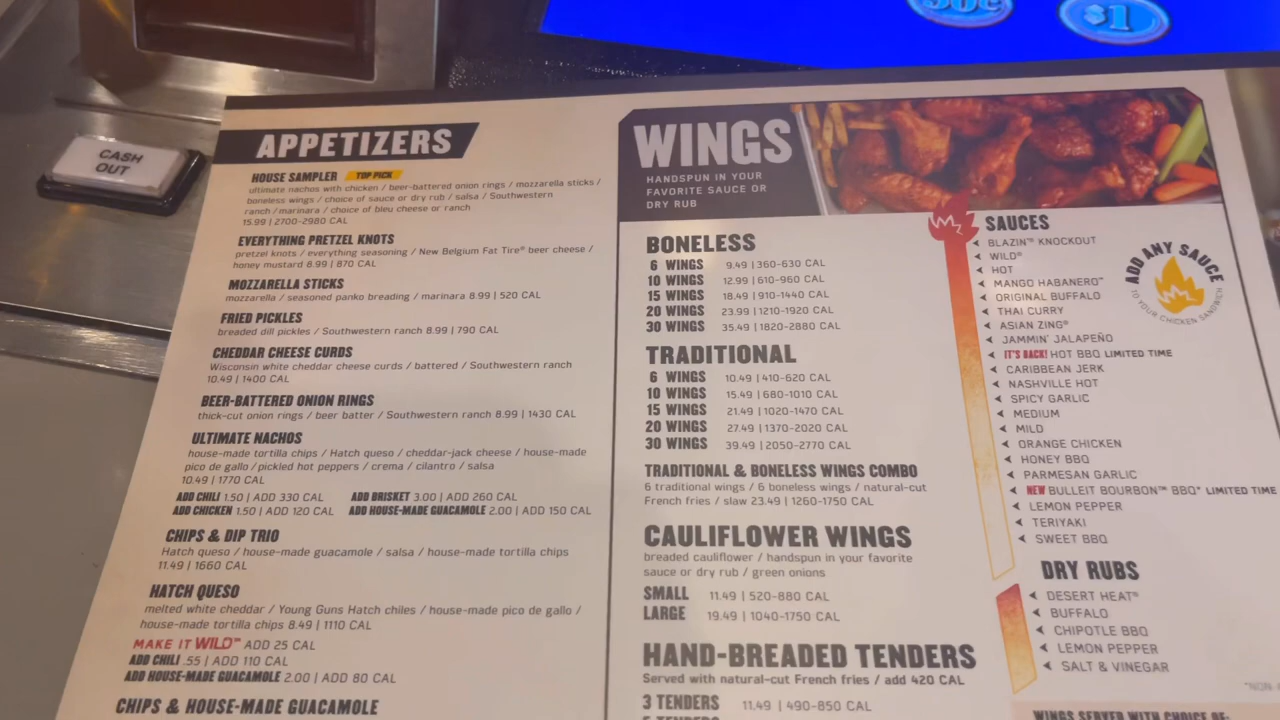 50¢
$1
CASH
OUT
APPETIZERS
HOUSE SAMPLER TOP PICK
ultimate nachos with chicken / beer-battered onion rings / mozzarella sticks /
boneless wings / choice of sauce or dry rub / salsa / Southwestern
ranch / marinara / choice of bleu cheese or ranch
15.99 | 2700-2980 CAL
EVERYTHING PRETZEL KNOTS
pretzel knots / everything seasoning / New Belgium Fat Tire® beer cheese /
honey mustard 8.99 | 870 CAL
MOZZARELLA STICKS
mozzarella / seasoned panko breading / marinara 8.99 | 520 CAL
FRIED PICKLES
breaded dill pickles / Southwestern ranch 8.99 | 790 CAL
CHEDDAR CHEESE CURDS
Wisconsin white cheddar cheese curds / battered / Southwestern ranch
10.49 | 1400 CAL
BEER-BATTERED ONION RINGS
thick-cut onion rings / beer batter / Southwestern ranch 8.99 | 1430 CAL
ULTIMATE NACHOS
house-made tortilla chips / Hatch queso / cheddar-jack cheese / house-made
pico de gallo / pickled hot peppers / crema / cilantro / salsa
10.49 | 1770 CAL
ADD CHILI 1.50 | ADD 330 CAL ADD BRISKET 3.00 | ADD 260 CAL
ADD CHICKEN 1.50 | ADD 120 CAL ADD HOUSE-MADE GUACAMOLE 2.00 | ADD 150 CAL
CHIPS & DIP TRIO
Hatch queso / house-made guacamole / salsa / house-made tortilla chips
11.49 | 1660 CAL
HATCH QUESO
melted white cheddar / Young Guns Hatch chiles / house-made pico de gallo /
house-made tortilla chips 8.49 | 1110 CAL
MAKE IT WILD™ ADD 25 CAL
ADD CHILI .55 | ADD 110 CAL
ADD HOUSE-MADE GUACAMOLE 2.00 | ADD 80 CAL
CHIPS & HOUSE-MADE GUACAMOLE
WINGS
HANDSPUN IN YOUR
FAVORITE SAUCE OR
DRY RUB
BONELESS
6 WINGS 9.49 | 360-630 CAL
10 WINGS 12.99 | 610-960 CAL
15 WINGS 18.49 | 910-1440 CAL
20 WINGS 23.99 | 1210-1920 CAL
30 WINGS 35.49 | 1820-2880 CAL
TRADITIONAL
6 WINGS 10.49 | 410-620 CAL
10 WINGS 15.49 | 680-1010 CAL
15 WINGS 21.49 | 1020-1470 CAL
20 WINGS 27.49 | 1370-2020 CAL
30 WINGS 39.49 | 2050-2770 CAL
TRADITIONAL & BONELESS WINGS COMBO
6 traditional wings / 6 boneless wings / natural-cut
French fries / slaw 23.49 | 1260-1750 CAL
CAULIFLOWER WINGS
breaded cauliflower / handspun in your favorite
sauce or dry rub / green onions
SMALL 11.49 | 520-880 CAL
LARGE 19.49 | 1040-1750 CAL
HAND-BREADED TENDERS
Served with natural-cut French fries / add 420 CAL
3 TENDERS 11.49 | 490-850 CAL
SAUCES
BLAZIN'™ KNOCKOUT
WILD®
HOT
MANGO HABANERO™
ORIGINAL BUFFALO
THAI CURRY
ASIAN ZING®
JAMMIN' JALAPEÑO
IT'S BACK! HOT BBQ LIMITED TIME
CARIBBEAN JERK
NASHVILLE HOT
SPICY GARLIC
MEDIUM
MILD
ORANGE CHICKEN
HONEY BBQ
PARMESAN GARLIC
NEW BULLEIT BOURBON™ BBQ* LIMITED TIME
LEMON PEPPER
TERIYAKI
SWEET BBQ
ADD ANY SAUCE
TO YOUR CHICKEN SANDWICH
DRY RUBS
DESERT HEAT®
BUFFALO
CHIPOTLE BBQ
LEMON PEPPER
SALT & VINEGAR
WINGS SERVED WITH CHOICE OF: